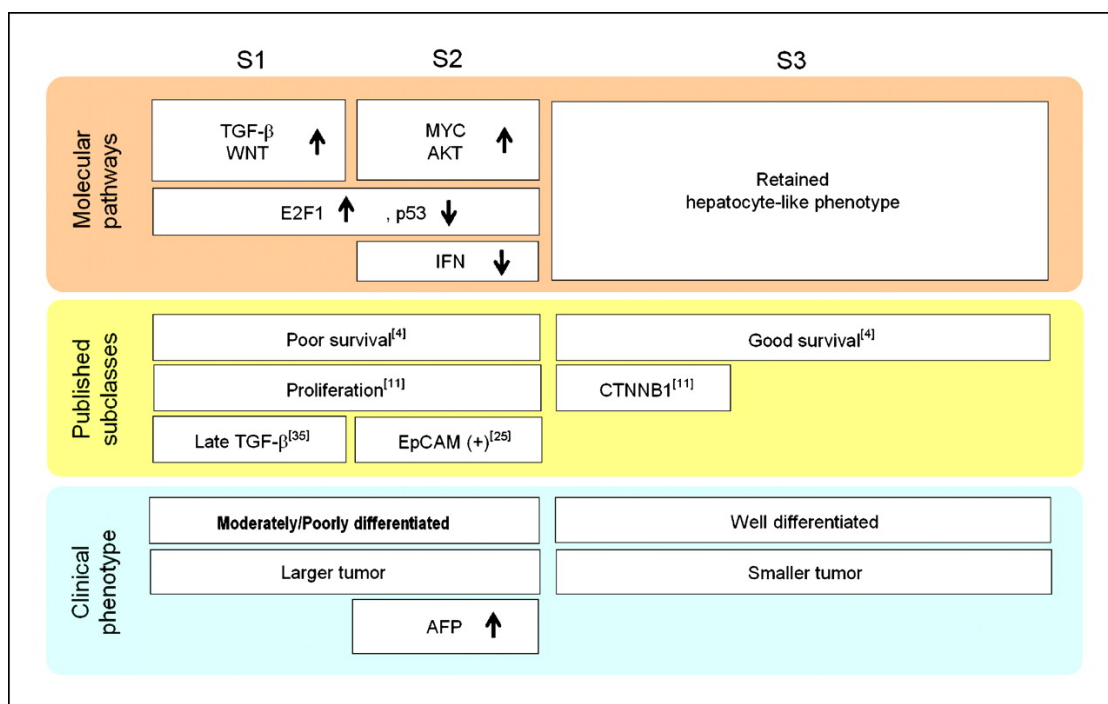 S1 S2 S3
Molecular
pathways
TGF-β
WNT ↑
MYC
AKT ↑
Retained
hepatocyte-like phenotype
E2F1 ↑ , p53 ↓
IFN ↓
Published
subclasses
Poor survival[4]
Good survival[4]
Proliferation[11]
CTNNB1[11]
Late TGF-β[35]
EpCAM (+)[25]
Clinical
phenotype
Moderately/Poorly differentiated
Well differentiated
Larger tumor
Smaller tumor
AFP ↑